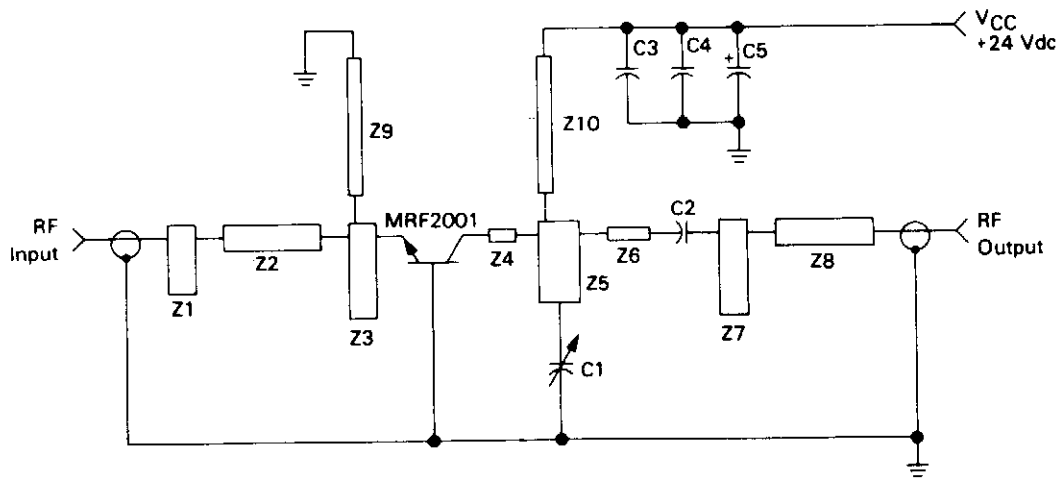 VCC
+24 Vdc
C3
C4
+
C5
Z9
Z10
MRF2001
RF
Input
Z1
Z2
Z3
Z4
Z5
Z6
C2
Z7
Z8
RF
Output
C1